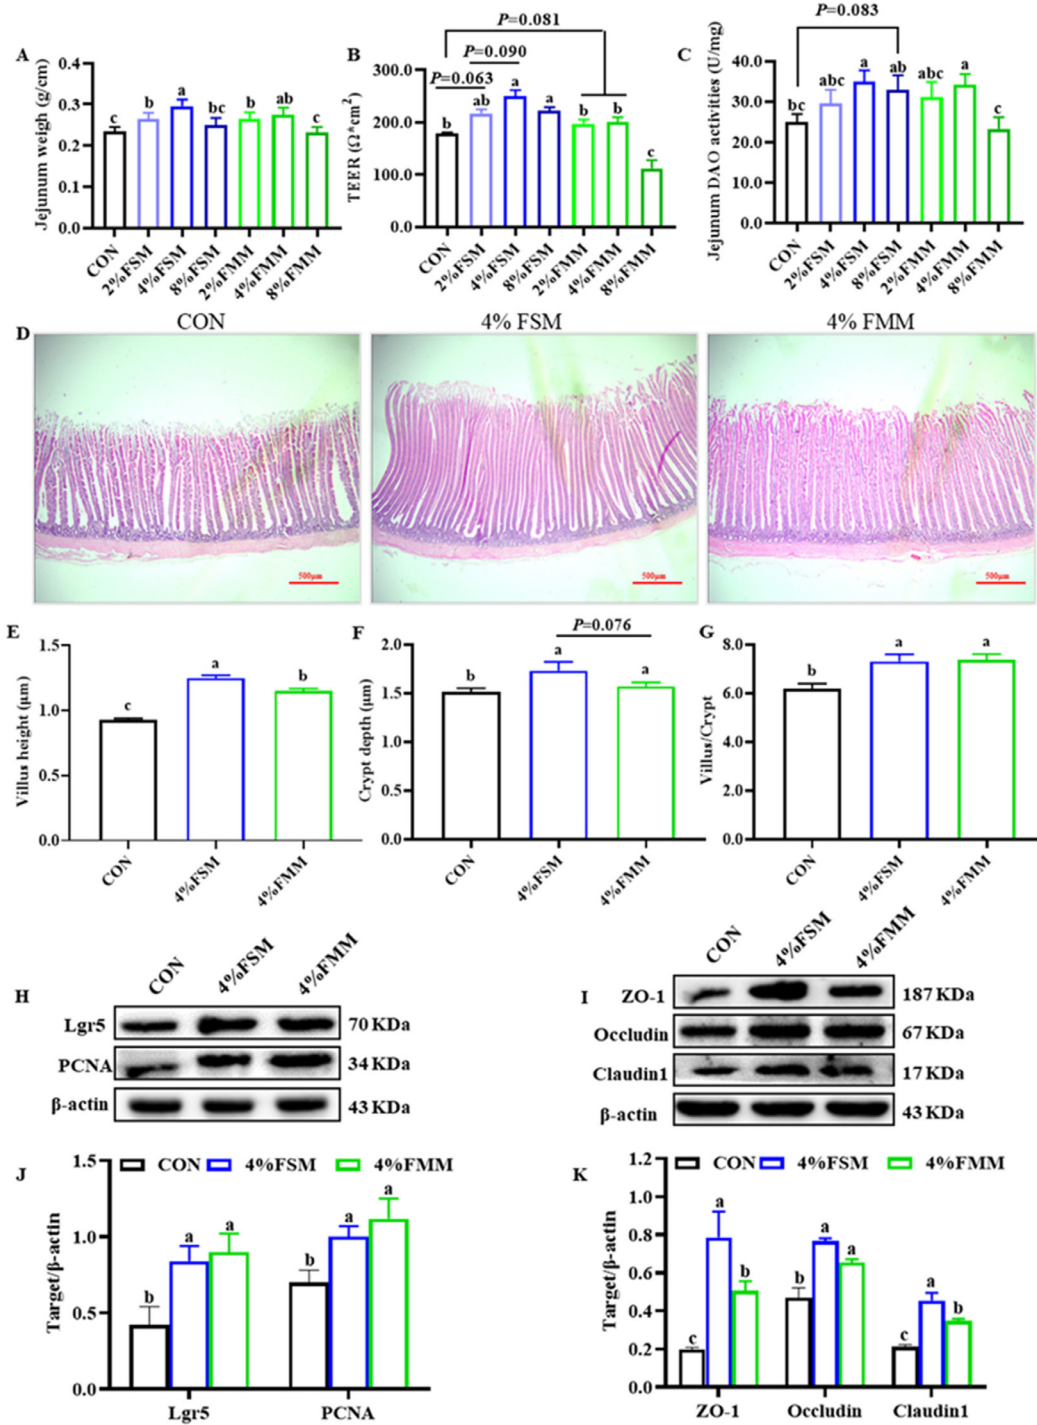 A
Jejunum weigh (g/cm)
0.4
0.3
0.2
0.1
0.0
c
b
a
bc
b
ab
c
CON
2%FSM
4%FSM
8%FSM
2%FMM
4%FMM
8%FMM
B
TEER (Ω*cm²)
300.0
200.0
100.0
0.0
P=0.081
P=0.090
P=0.063
b
ab
a
a
b
b
c
CON
2%FSM
4%FSM
8%FSM
2%FMM
4%FMM
8%FMM
C
Jejunum DAO activities (U/mg)
40.0
30.0
20.0
10.0
0.0
P=0.083
bc
abc
a
ab
abc
a
c
CON
2%FSM
4%FSM
8%FSM
2%FMM
4%FMM
8%FMM
D
CON
4% FSM
4% FMM
500μm
500μm
500μm
E
Villus height (μm)
1.5
1.0
0.5
0.0
c
a
b
CON
4%FSM
4%FMM
F
Crypt depth (μm)
2.0
1.5
1.0
0.5
0.0
P=0.076
b
a
a
CON
4%FSM
4%FMM
G
Villus/Crypt
8.0
6.0
4.0
2.0
0.0
b
a
a
CON
4%FSM
4%FMM
H
CON
4%FSM
4%FMM
Lgr5
70 KDa
PCNA
34 KDa
β-actin
43 KDa
I
CON
4%FSM
4%FMM
ZO-1
187 KDa
Occludin
67 KDa
Claudin1
17 KDa
β-actin
43 KDa
J
Target/β-actin
1.5
1.0
0.5
0.0
CON
4%FSM
4%FMM
b
a
a
b
a
a
Lgr5
PCNA
K
Target/β-actin
1.2
1.0
0.8
0.6
0.4
0.2
0.0
CON
4%FSM
4%FMM
c
a
b
b
a
a
c
a
b
ZO-1
Occludin
Claudin1